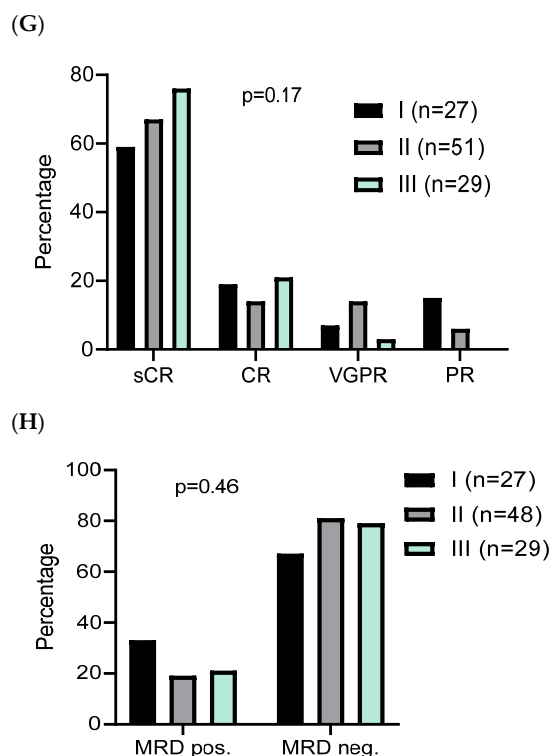 (G)
80
60
40
20
0
Percentage
p=0.17
I (n=27)
II (n=51)
III (n=29)
sCR CR VGPR PR
(H)
100
80
60
40
20
0
Percentage
p=0.46
I (n=27)
II (n=48)
III (n=29)
MRD pos. MRD neg.